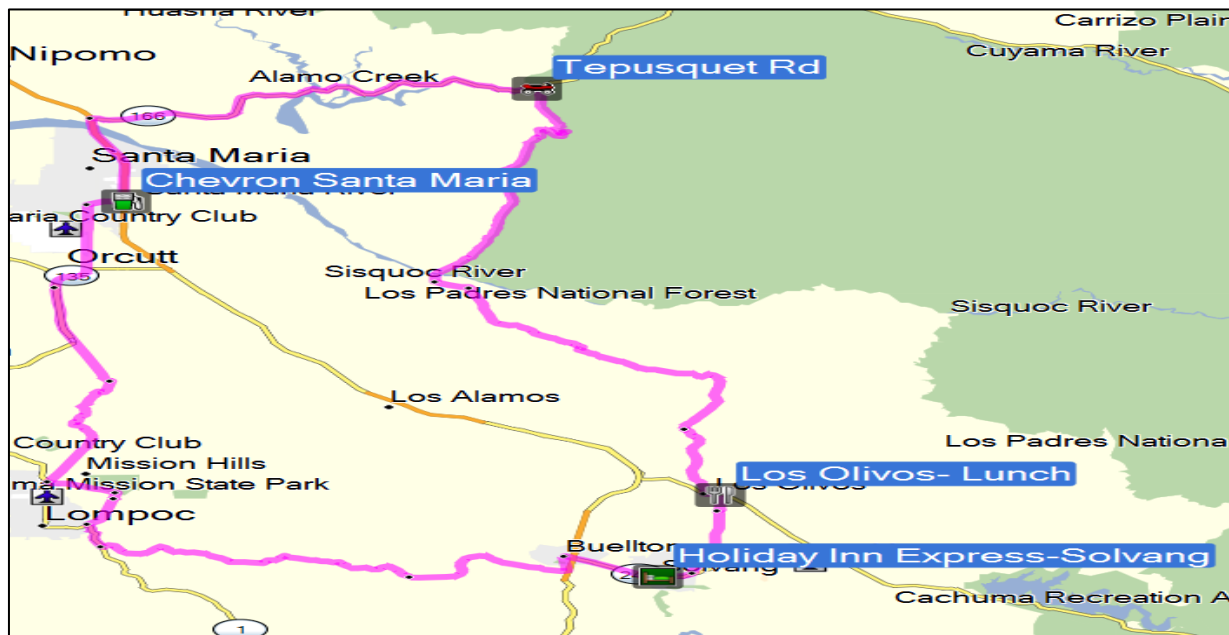 Huasna River
Carrizo Plain
Nipomo
Cuyama River
Tepusquet Rd
Alamo Creek
166
Santa Maria
Chevron Santa Maria
Santa Maria River
aria Country Club
Orcutt
Sisquoc River
135
Los Padres National Forest
Sisquoc River
Los Alamos
Country Club
Los Padres Nationa
Mission Hills
Los Olivos- Lunch
ma Mission State Park
Los Olivos
Lompoc
Buellton
Holiday Inn Express-Solvang
Solvang
2
Cachuma Recreation A
1